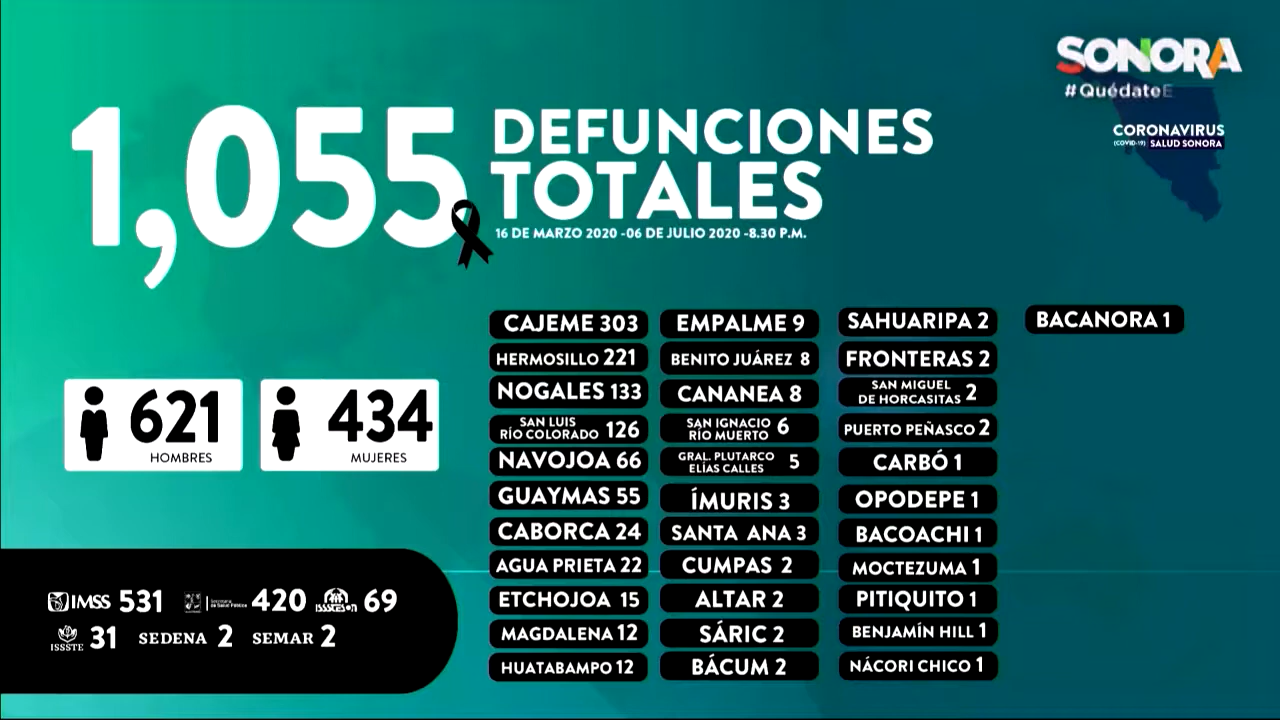 SONORA
#QuédateE
CORONAVIRUS
(COVID-19) SALUD SONORA
1,055
DEFUNCIONES
TOTALES
16 DE MARZO 2020 -06 DE JULIO 2020 -8.30 P.M.
621
HOMBRES
434
MUJERES
IMSS 531
Secretaría
de Salud Pública
420
ISSSTESON 69
ISSSTE 31
SEDENA 2
SEMAR 2
CAJEME 303
HERMOSILLO 221
NOGALES 133
SAN LUIS
RÍO COLORADO 126
NAVOJOA 66
GUAYMAS 55
CABORCA 24
AGUA PRIETA 22
ETCHOJOA 15
MAGDALENA 12
HUATABAMPO 12
EMPALME 9
BENITO JUÁREZ 8
CANANEA 8
SAN IGNACIO
RÍO MUERTO 6
GRAL. PLUTARCO
ELÍAS CALLES 5
ÍMURIS 3
SANTA ANA 3
CUMPAS 2
ALTAR 2
SÁRIC 2
BÁCUM 2
SAHUARIPA 2
FRONTERAS 2
SAN MIGUEL
DE HORCASITAS 2
PUERTO PEÑASCO 2
CARBÓ 1
OPODEPE 1
BACOACHI 1
MOCTEZUMA 1
PITIQUITO 1
BENJAMÍN HILL 1
NÁCORI CHICO 1
BACANORA 1